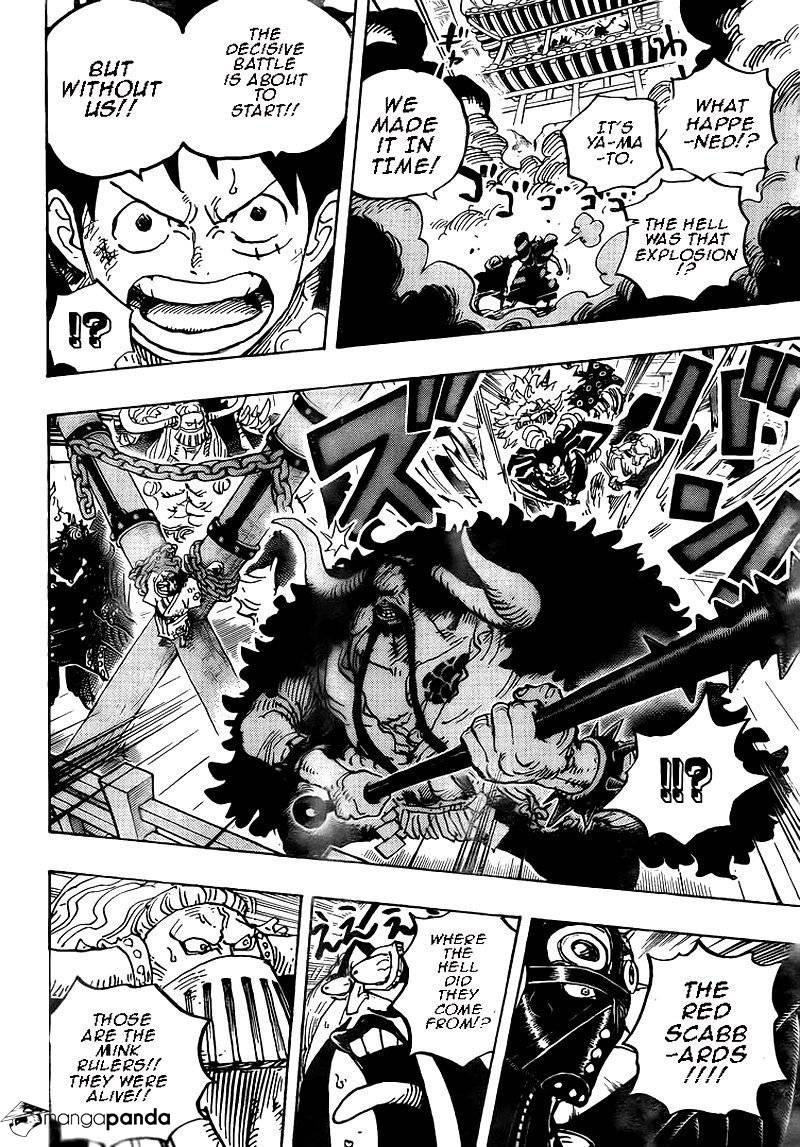 WHAT
HAPPE
-NED!?
IT'S
YA-MA
-TO.
WE
MADE
IT IN
TIME!
THE HELL
WAS THAT
EXPLOSION
!?
THE
DECISIVE
BATTLE
IS ABOUT
TO
START!!
BUT
WITHOUT
US!!
!?
!!?
THE
RED
SCABB
-ARDS
!!!!
WHERE
THE
HELL
DID
THEY
COME
FROM!?
THOSE
ARE THE
MINK
RULERS!!
THEY WERE
ALIVE!!
mangapanda